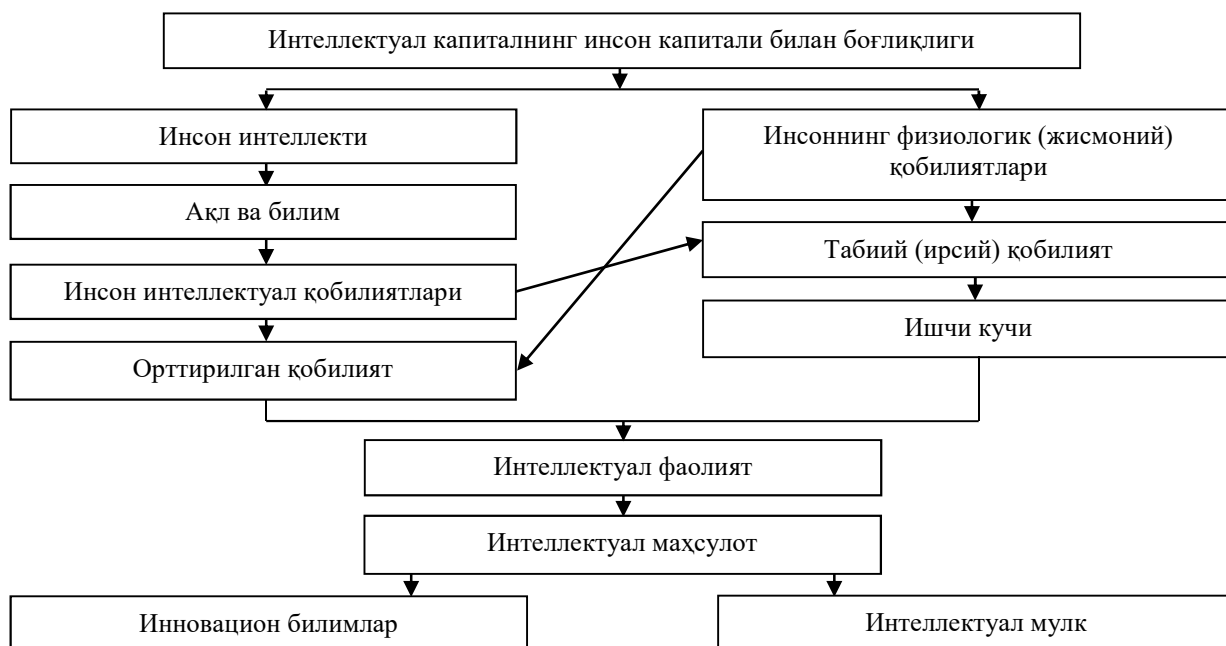 Интеллектуал капиталнинг инсон капитали билан боғлиқлиги
Инсон интеллекти
Инсоннинг физиологик (жисмоний)
қобилиятлари
Ақл ва билим
Табиий (ирсий) қобилият
Инсон интеллектуал қобилиятлари
Ишчи кучи
Орттирилган қобилият
Интеллектуал фаолият
Интеллектуал маҳсулот
Инновацион билимлар
Интеллектуал мулк